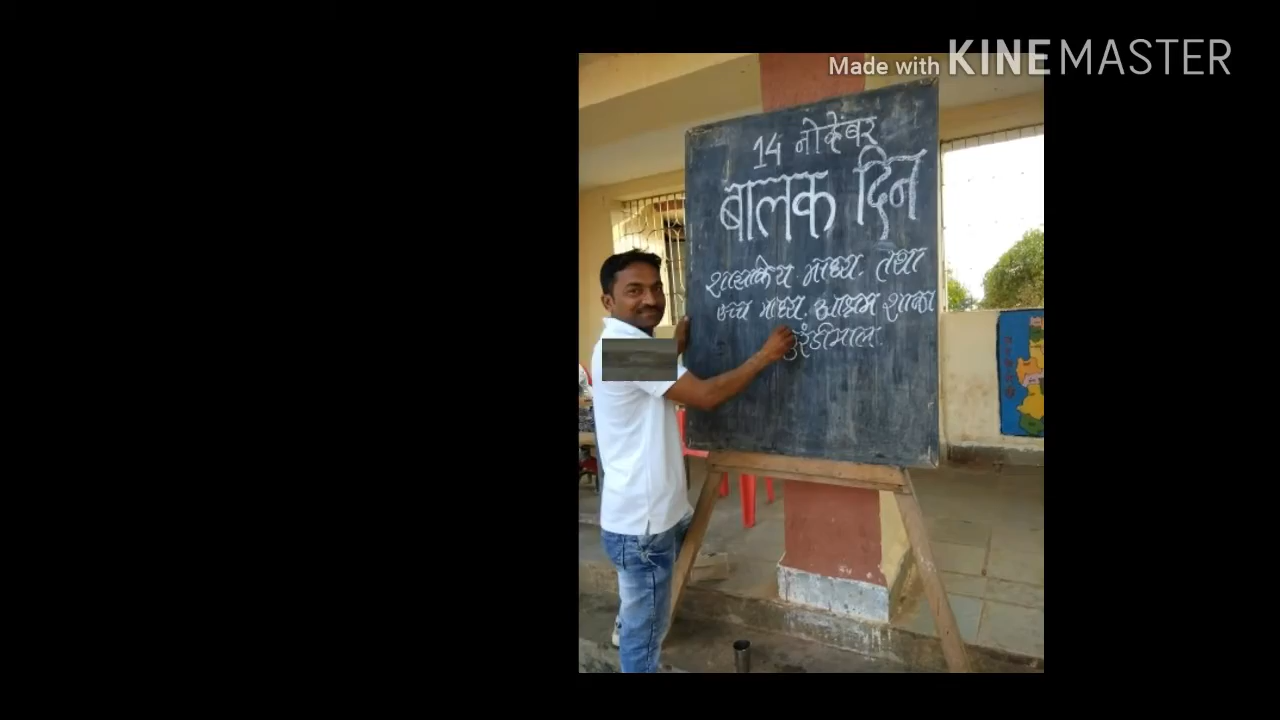 Made with KINEMASTER
14 नोव्हेंबर
बालक दिन
शासकीय माध्य. तथा
उच्च माध्य. आश्रम शाळा